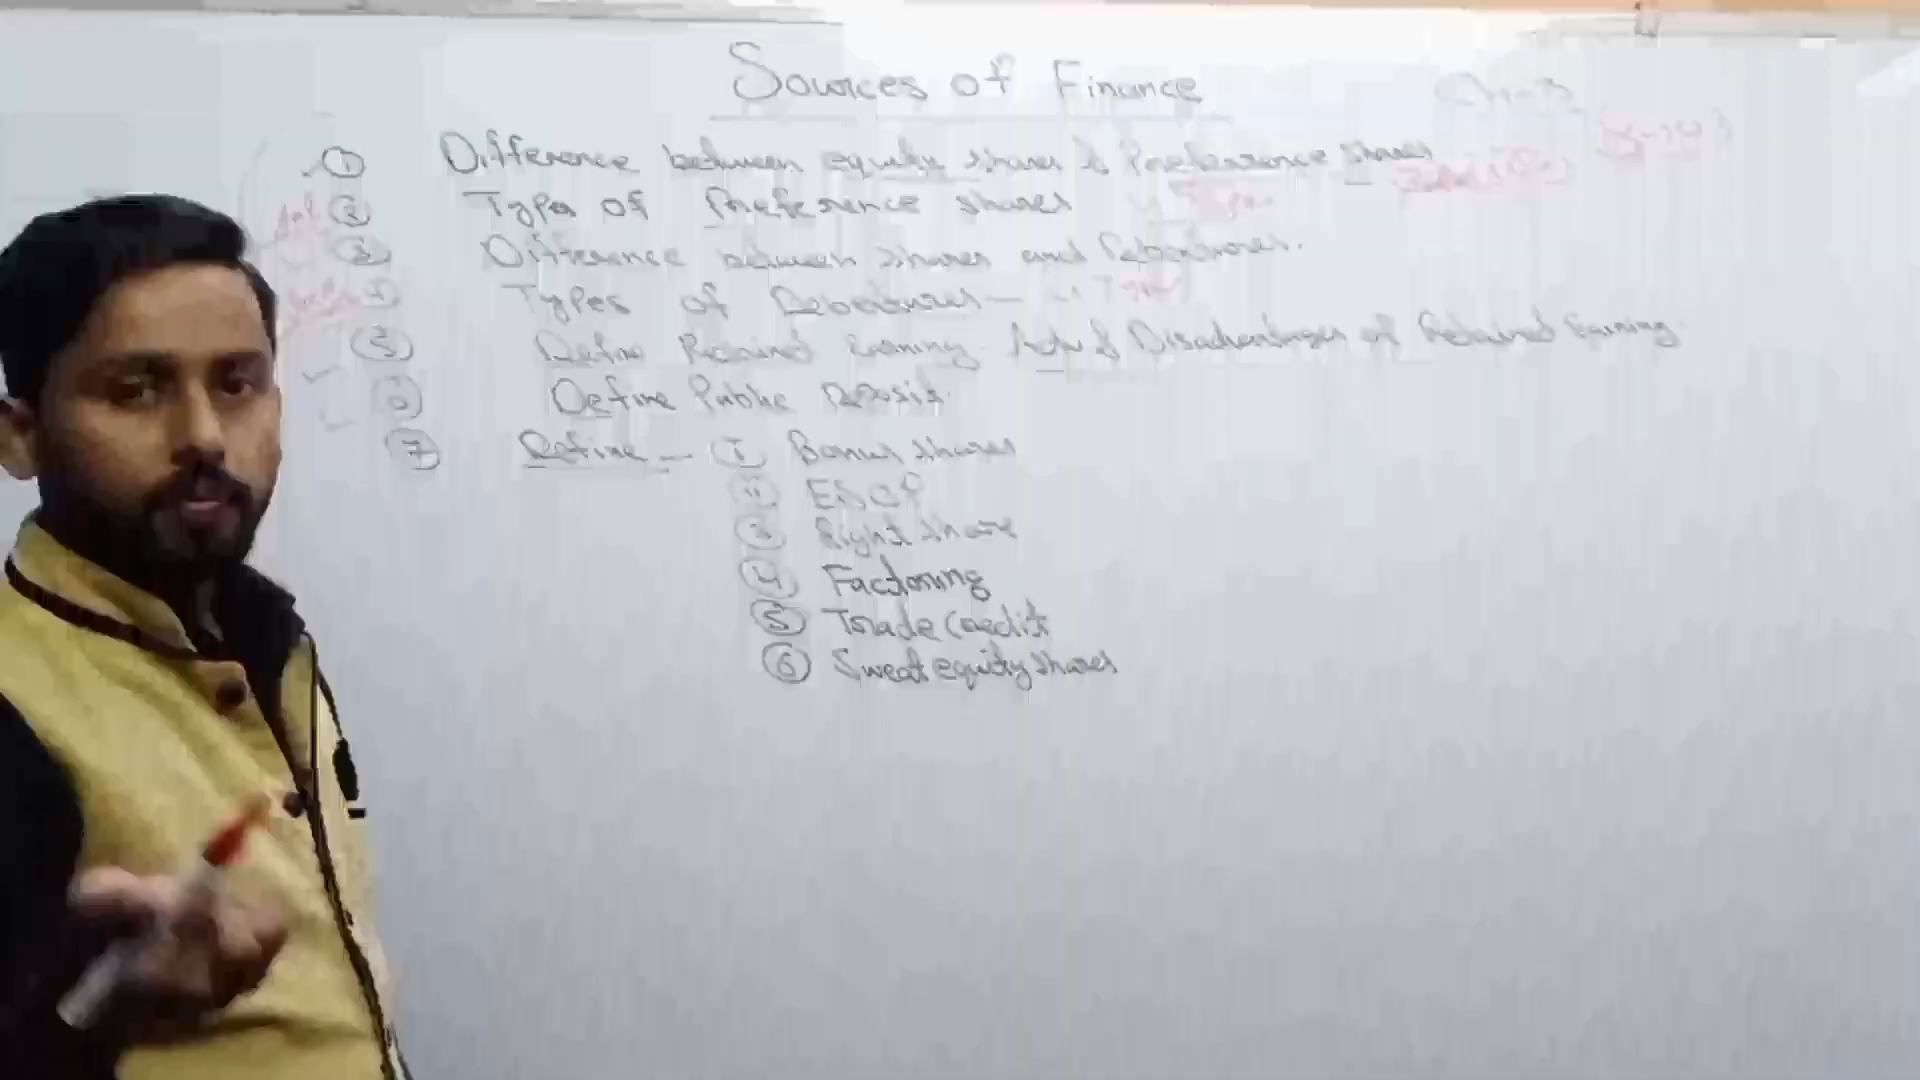 Sources of Finance
① Difference between equity shares & Preference shares
② Types of Preference shares
③ Difference between shares and Debentures.
④ Types of Debentures –
⑤ Define Retained Earning. Adv & Disadvantages of Retained Earning.
⑥ Define Public Deposis.
⑦ Define – ① Bonus shares
② ESOP
③ Right share
④ Factoring
⑤ Trade Credit
⑥ Sweat equity shares